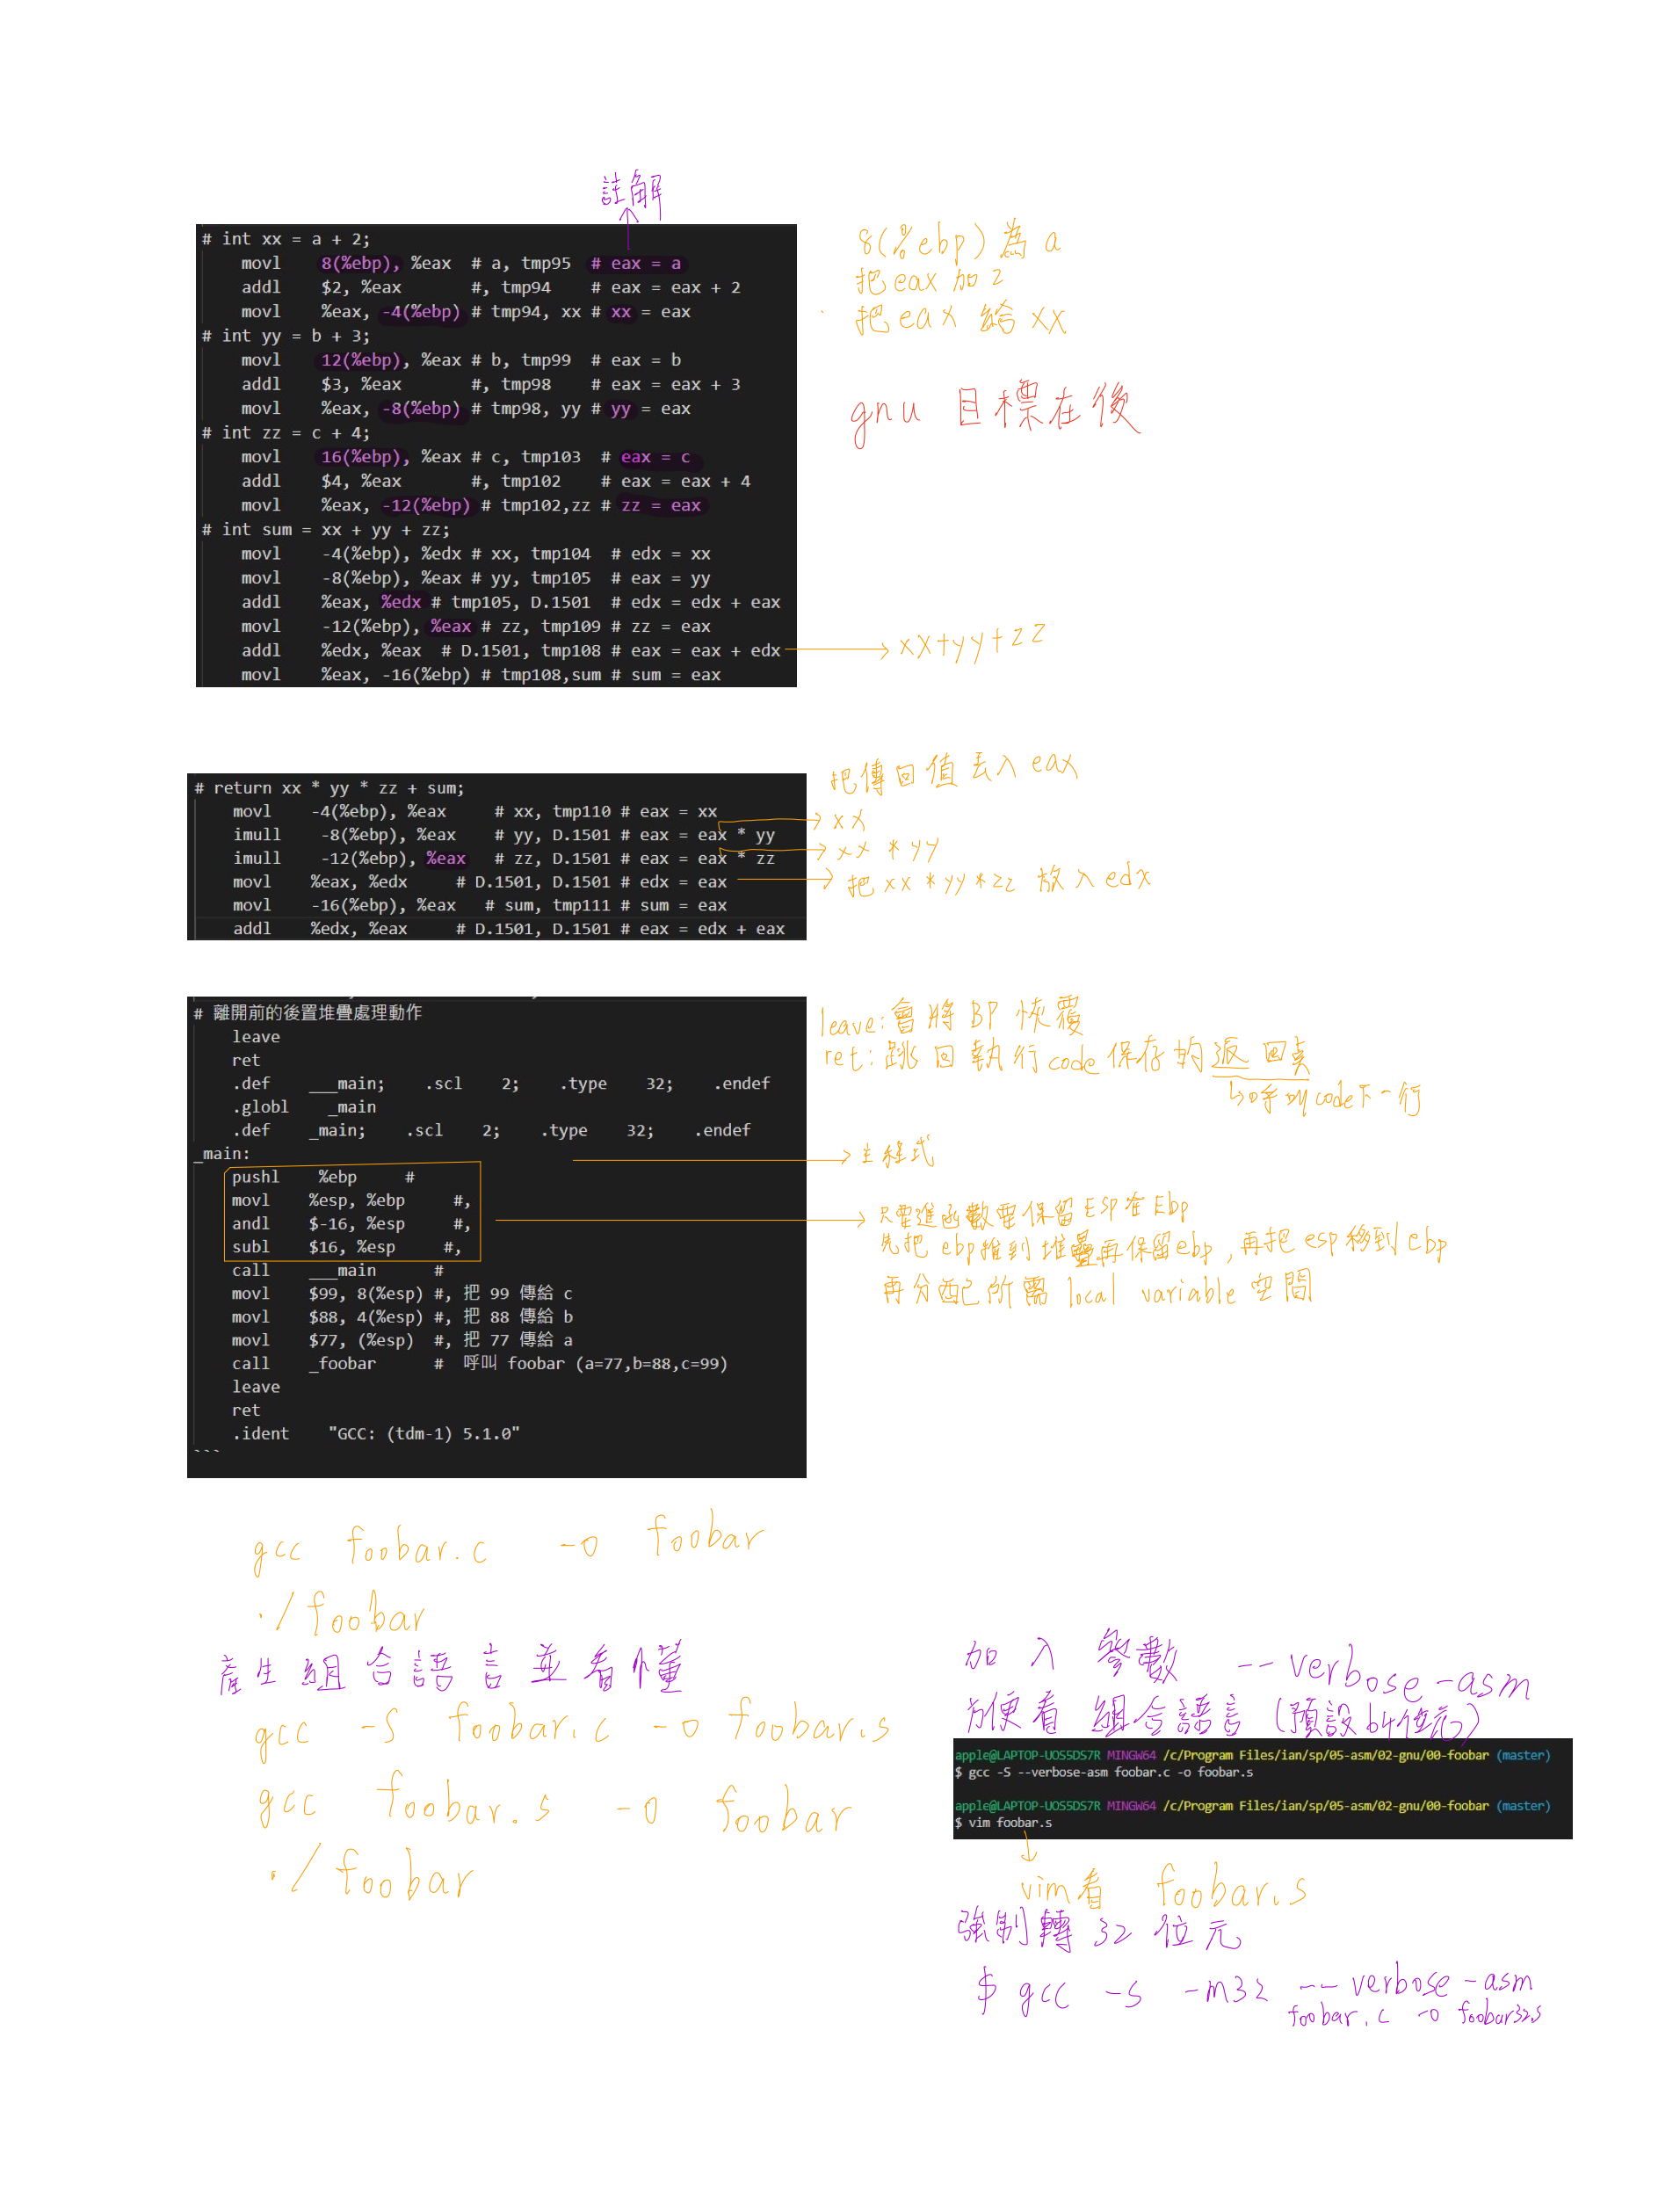 註解
# int xx = a + 2;
movl 8(%ebp), %eax # a, tmp95 # eax = a
addl $2, %eax #, tmp94 # eax = eax + 2
movl %eax, -4(%ebp) # tmp94, xx # xx = eax
# int yy = b + 3;
movl 12(%ebp), %eax # b, tmp99 # eax = b
addl $3, %eax #, tmp98 # eax = eax + 3
movl %eax, -8(%ebp) # tmp98, yy # yy = eax
# int zz = c + 4;
movl 16(%ebp), %eax # c, tmp103 # eax = c
addl $4, %eax #, tmp102 # eax = eax + 4
movl %eax, -12(%ebp) # tmp102,zz # zz = eax
# int sum = xx + yy + zz;
movl -4(%ebp), %edx # xx, tmp104 # edx = xx
movl -8(%ebp), %eax # yy, tmp105 # eax = yy
addl %eax, %edx # tmp105, D.1501 # edx = edx + eax
movl -12(%ebp), %eax # zz, tmp109 # zz = eax
addl %edx, %eax # D.1501, tmp108 # eax = eax + edx
movl %eax, -16(%ebp) # tmp108,sum # sum = eax
8(%ebp) 為 a
把 eax 加 2
把 eax 給 xx
gnu 目標在後
xx+yy+zz
# return xx * yy * zz + sum;
movl -4(%ebp), %eax # xx, tmp110 # eax = xx
imull -8(%ebp), %eax # yy, D.1501 # eax = eax * yy
imull -12(%ebp), %eax # zz, D.1501 # eax = eax * zz
movl %eax, %edx # D.1501, D.1501 # edx = eax
movl -16(%ebp), %eax # sum, tmp111 # sum = eax
addl %edx, %eax # D.1501, D.1501 # eax = edx + eax
把傳回值丟入 eax
xx
xx * yy
把 xx * yy * zz 放入 edx
# 離開前的後置堆疊處理動作
leave
ret
.def ___main; .scl 2; .type 32; .endef
.globl _main
.def _main; .scl 2; .type 32; .endef
_main:
pushl %ebp #
movl %esp, %ebp #,
andl $-16, %esp #,
subl $16, %esp #,
call ___main #
movl $99, 8(%esp) #, 把 99 傳給 c
movl $88, 4(%esp) #, 把 88 傳給 b
movl $77, (%esp) #, 把 77 傳給 a
call _foobar # 呼叫 foobar (a=77,b=88,c=99)
leave
ret
.ident "GCC: (tdm-1) 5.1.0"
```
leave: 會將 BP 恢覆
ret: 跳回執行 code 保存的返回点
呼叫 code 下一行
主程式
只要進函數要保留 ESP 在 Ebp
先把 ebp 推到堆疊再保留 ebp, 再把 esp 移到 ebp
再分配已所需 local variable 空間
gcc foobar.c -o foobar
./foobar
產生組合語言並看懂
gcc -S foobar.c -o foobar.s
gcc foobar.s -o foobar
./foobar
加入參數 --verbose-asm
方便看組合語言 (預設64位元)
apple@LAPTOP-UOS5DS7R MINGW64 /c/Program Files/ian/sp/05-asm/02-gnu/00-foobar (master)
$ gcc -S --verbose-asm foobar.c -o foobar.s
apple@LAPTOP-UOS5DS7R MINGW64 /c/Program Files/ian/sp/05-asm/02-gnu/00-foobar (master)
$ vim foobar.s
vim看 foobar.s
強制轉 32 位元
$ gcc -S -m32 --verbose-asm
foobar.c -o foobar32.s